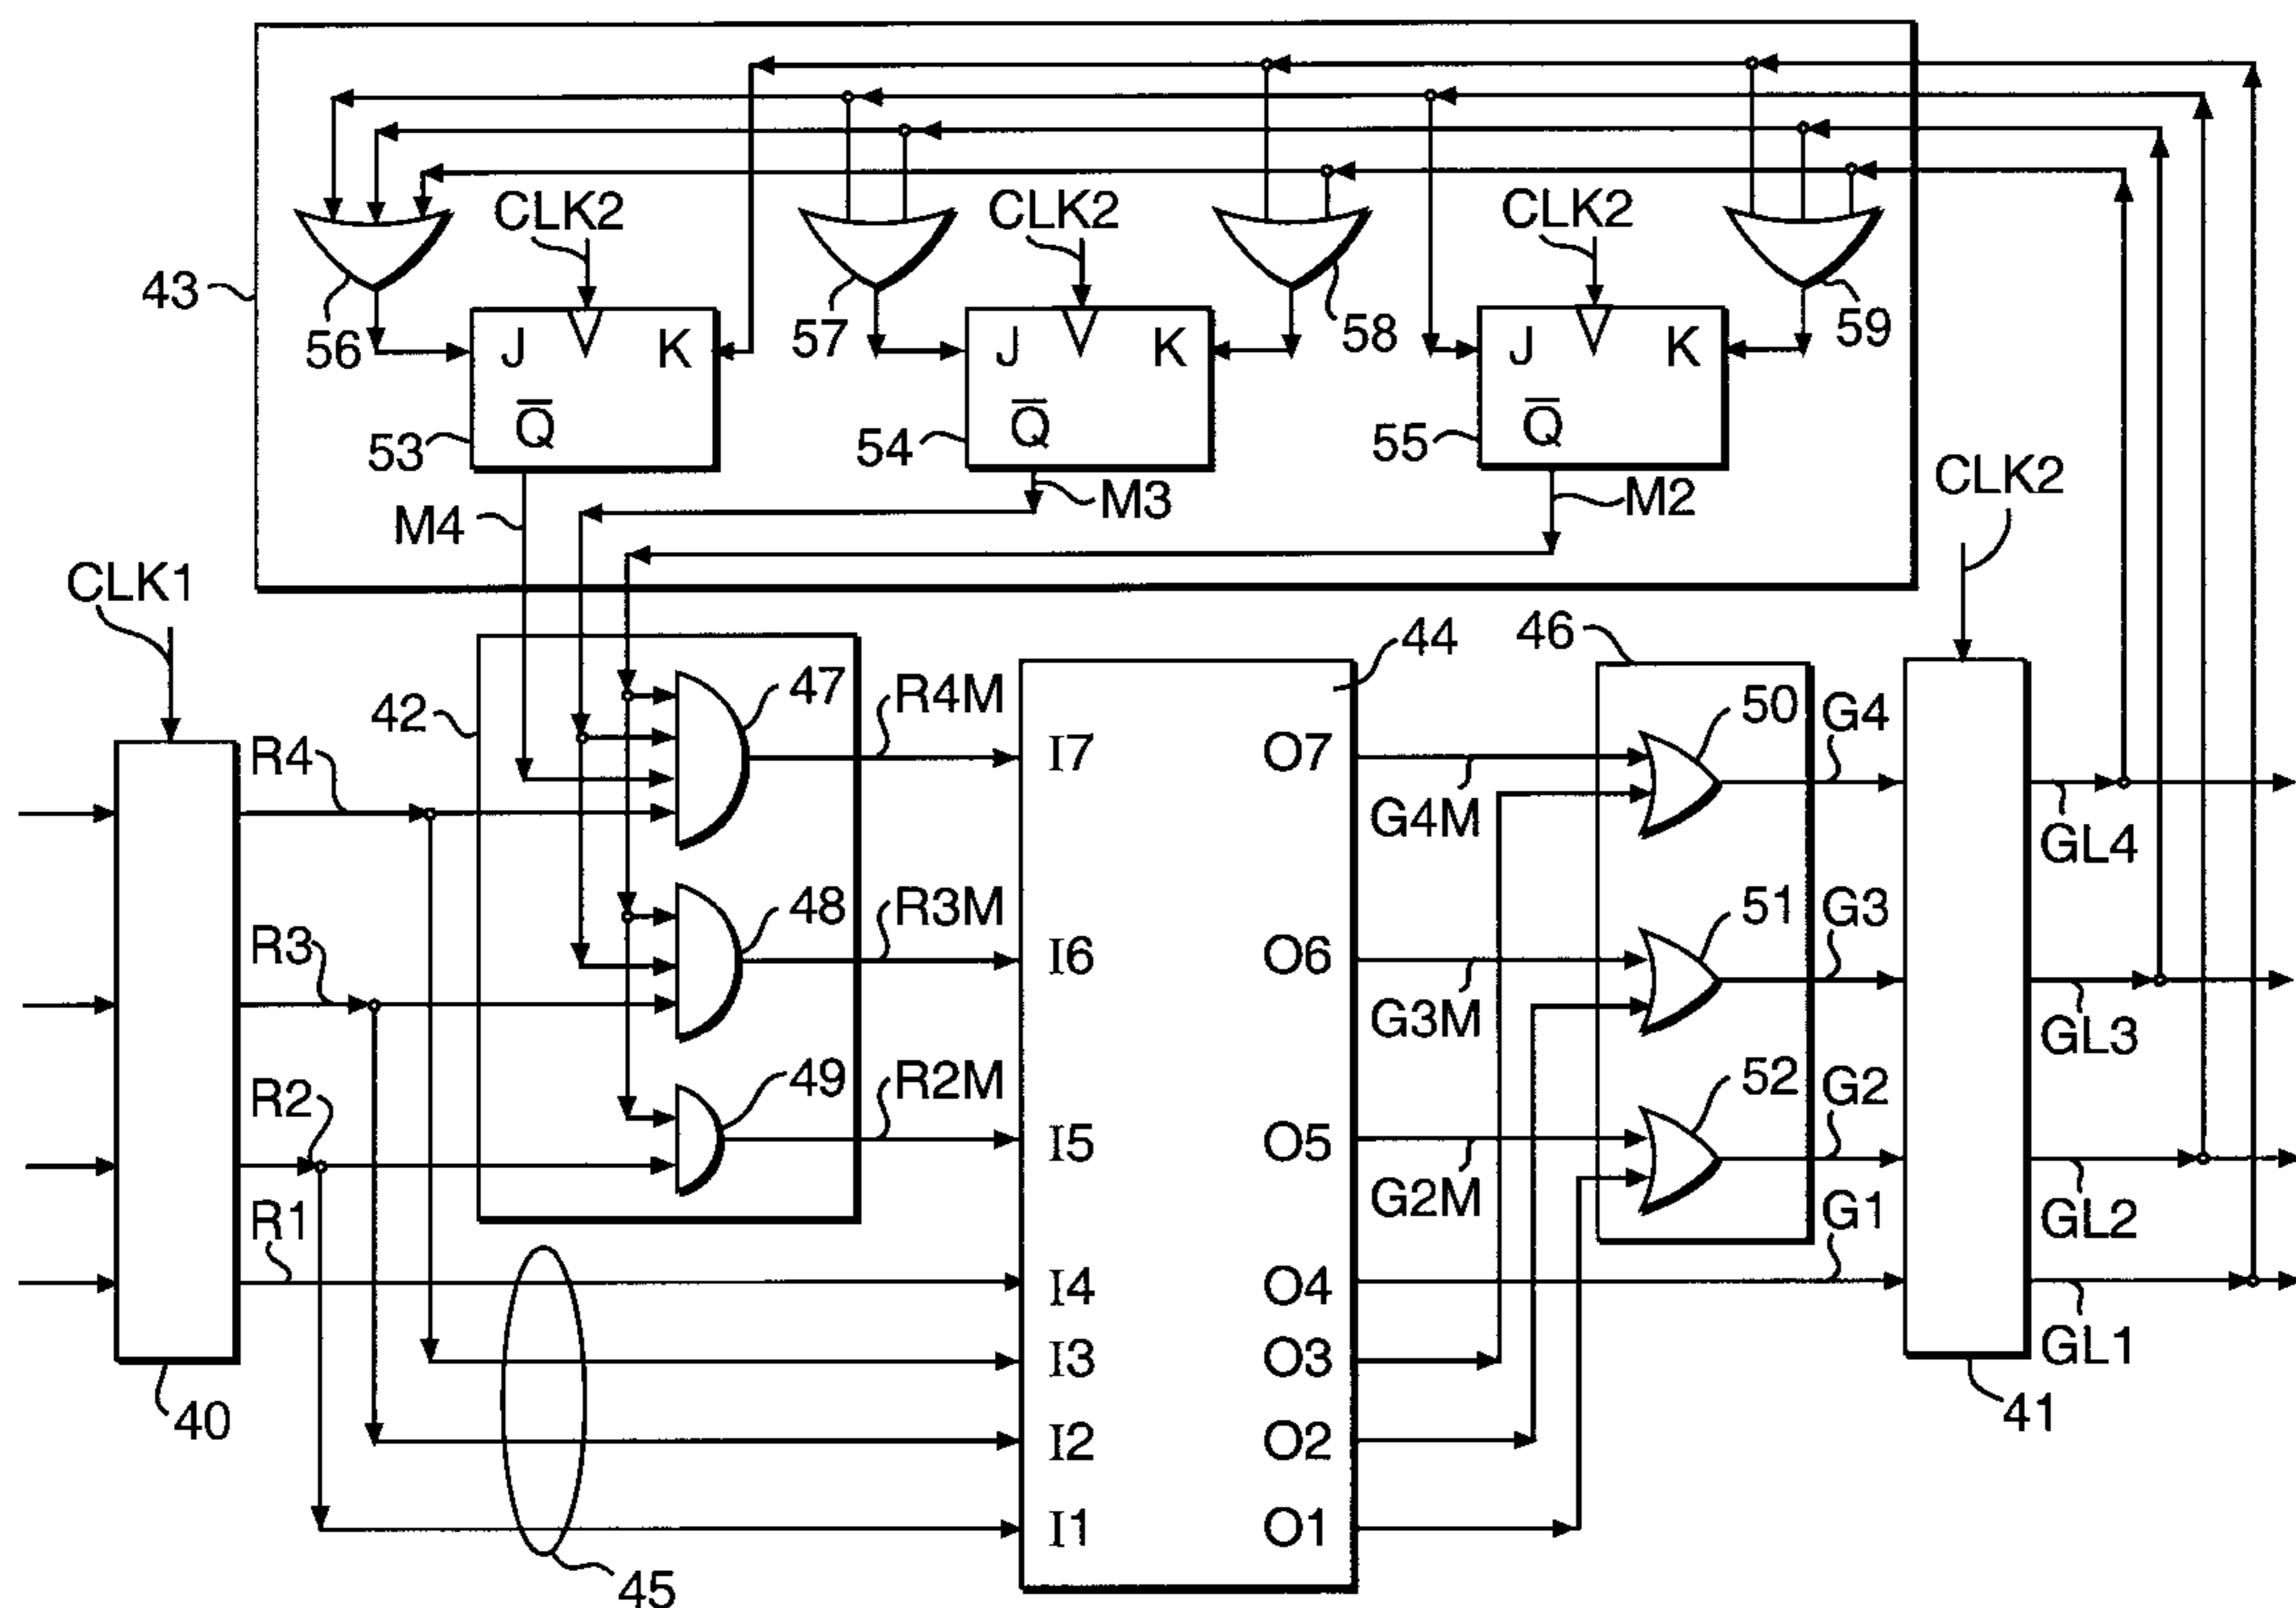 CLK2
CLK2
CLK2
43
56
57
58
59
J
K
J
K
J
K
Q
Q
Q
53
54
55
CLK2
M4
M3
M2
CLK1
42
47
R4M
44
46
50
G4
R4
I7
O7
G4M
GL4
48
R3M
51
G3
R3
I6
O6
G3M
GL3
49
R2M
52
G2
R2
I5
O5
G2M
GL2
R1
G1
I4
O4
I3
O3
GL1
40
41
I2
O2
I1
O1
45